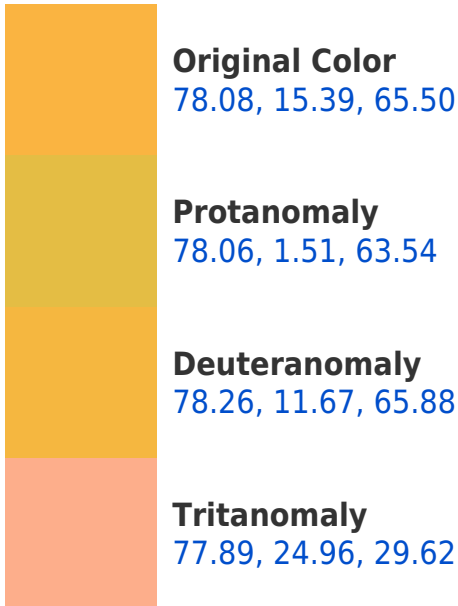 Original Color
78.08, 15.39, 65.50
Protanomaly
78.06, 1.51, 63.54
Deuteranomaly
78.26, 11.67, 65.88
Tritanomaly
77.89, 24.96, 29.62